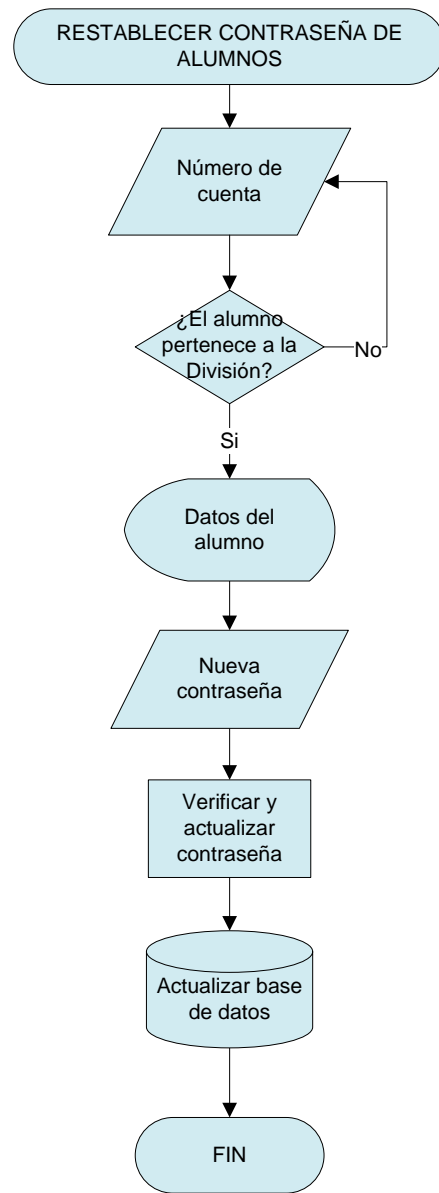 RESTABLECER CONTRASEÑA DE
ALUMNOS
Número de
cuenta
¿El alumno
pertenece a la
División?
No
Si
Datos del
alumno
Nueva
contraseña
Verificar y
actualizar
contraseña
Actualizar base
de datos
FIN